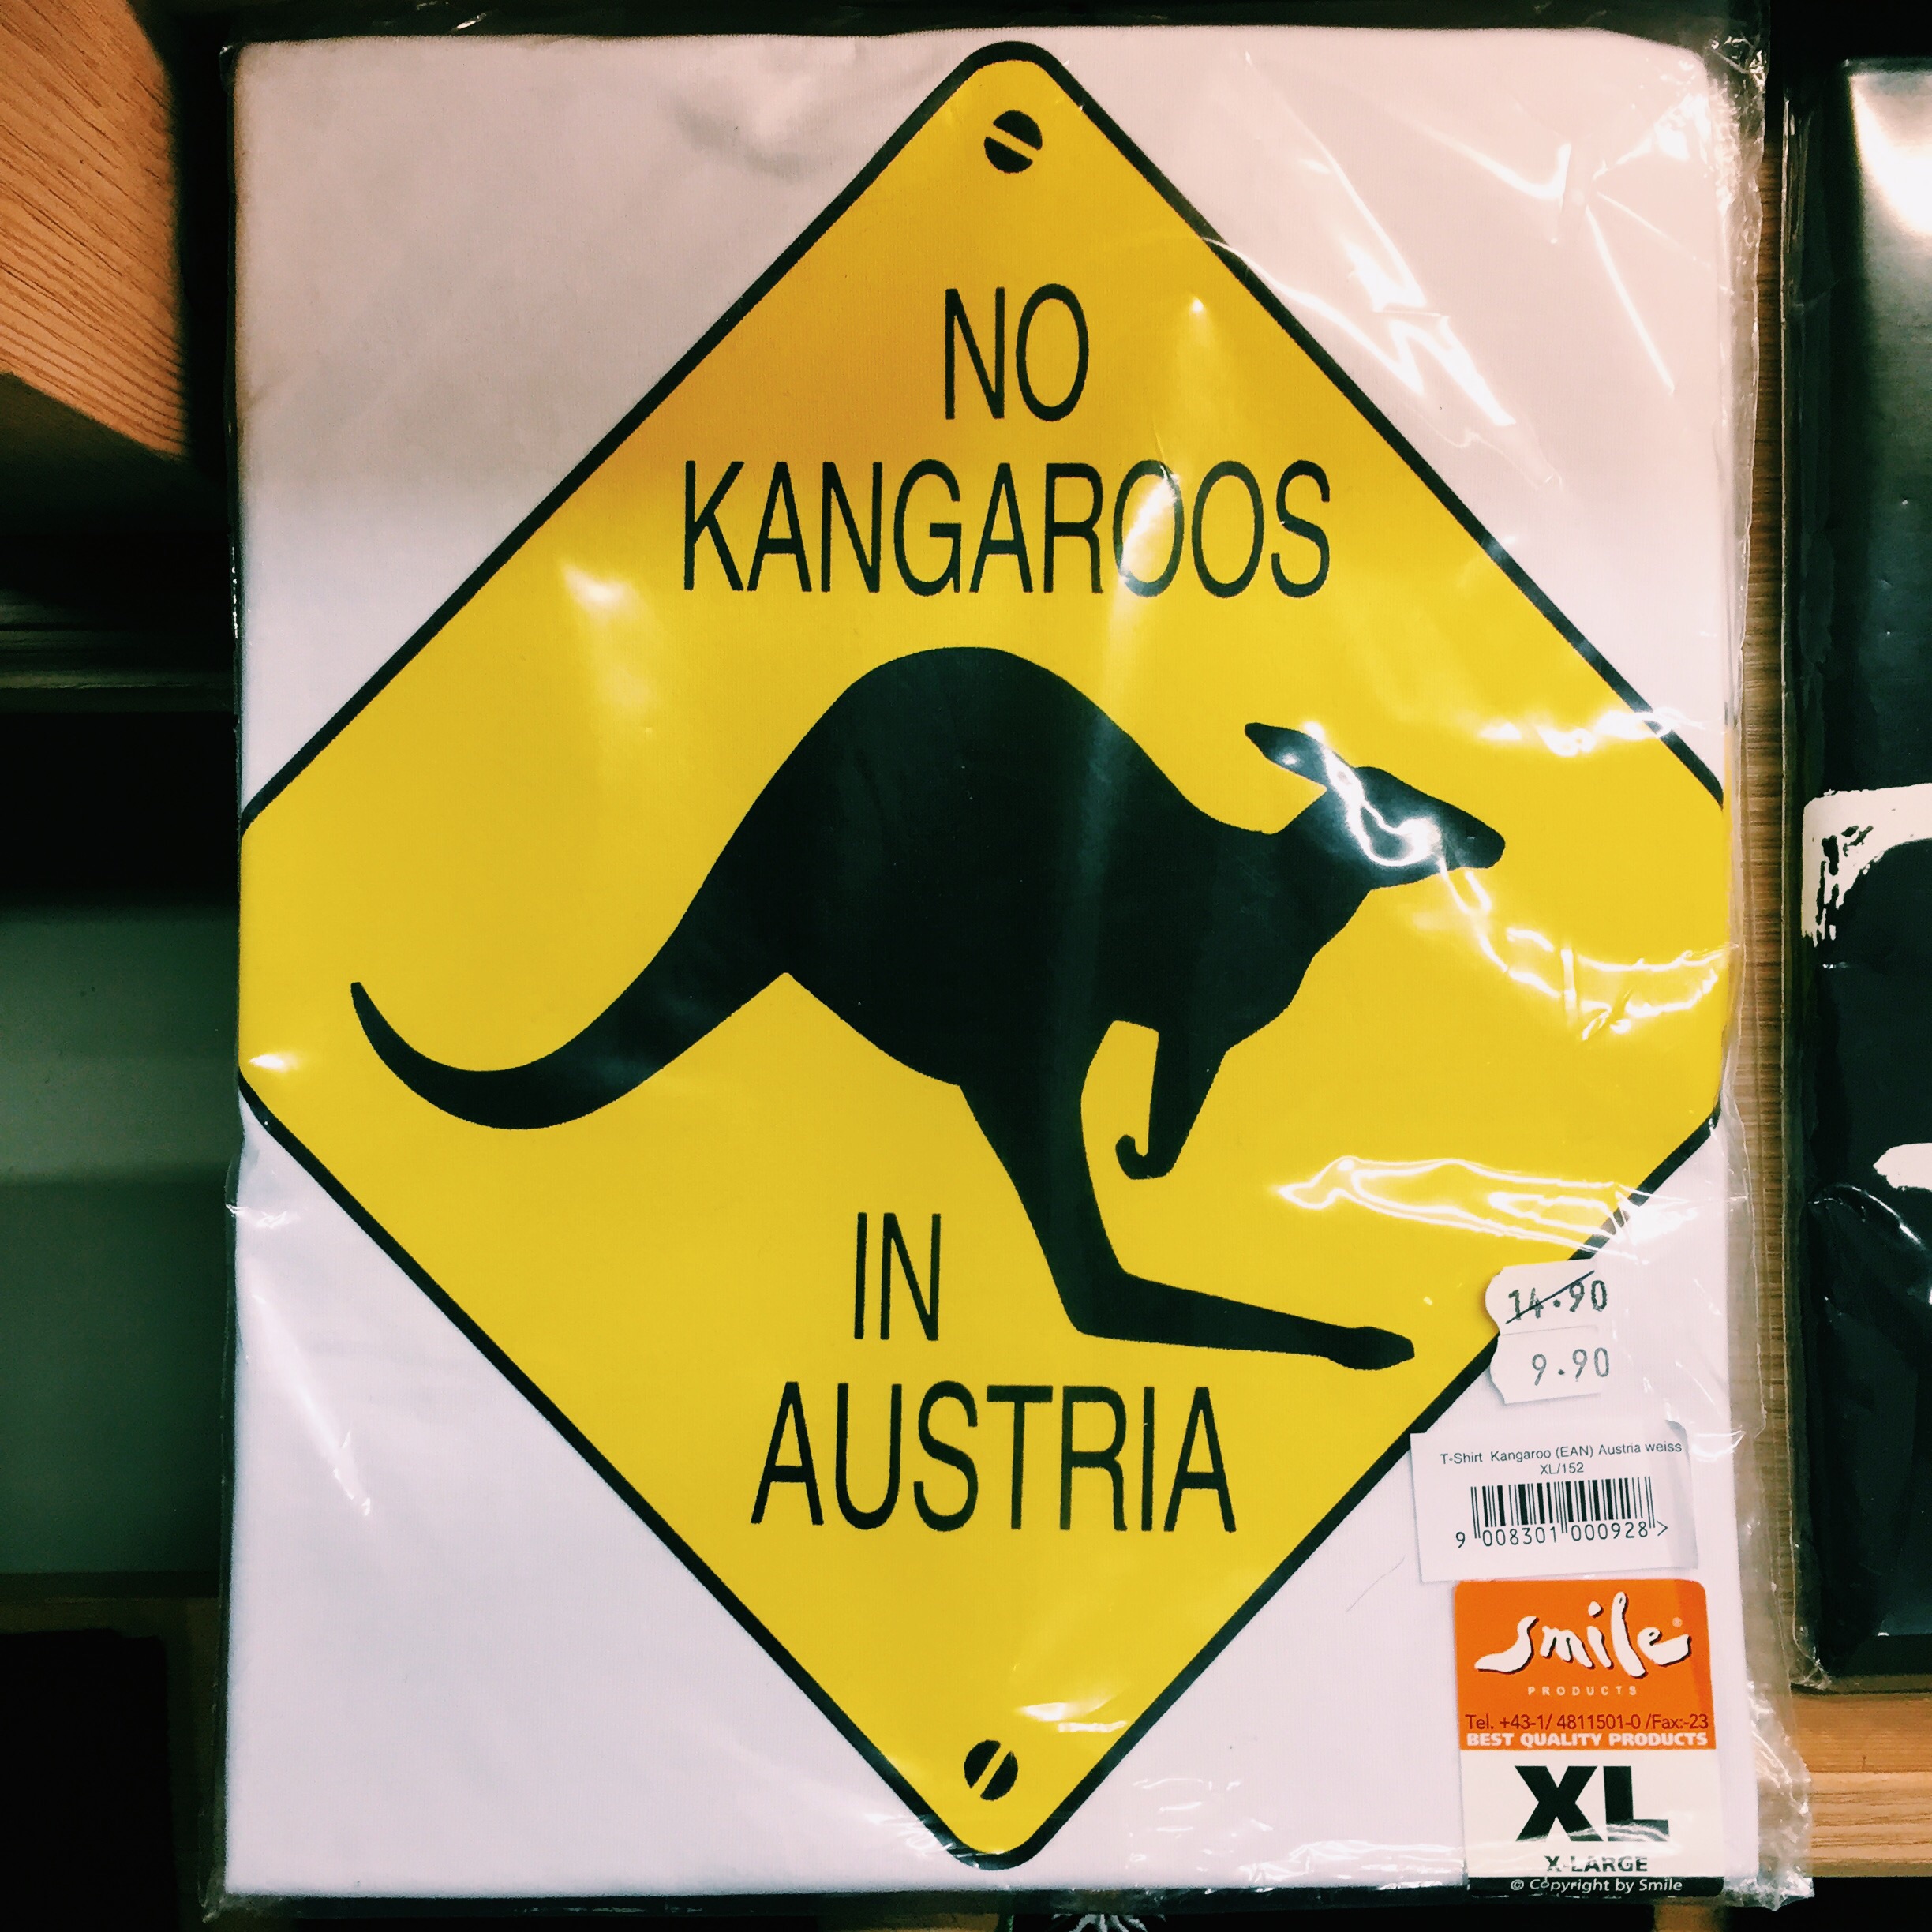 NO
KANGAROOS
IN
AUSTRIA
14.90
9.90
T-Shirt Kangaroo (EAN) Austria weiss
XL/152
9 008301 000928 >
smile®
PRODUCTS
Tel. +43-1/ 4811501-0 /Fax:-23
BEST QUALITY PRODUCTS
XL
X-LARGE
© Copyright by Smile